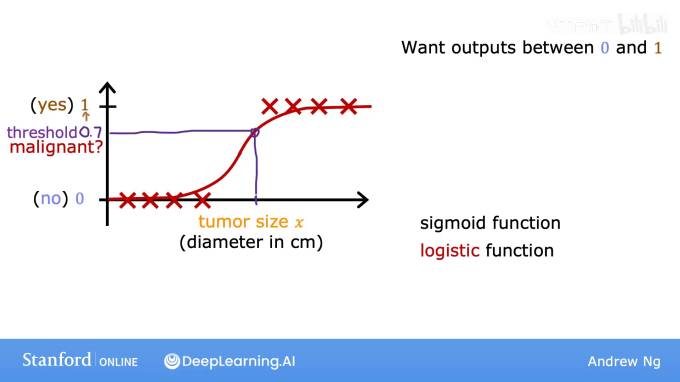 bilibili
Want outputs between 0 and 1
(yes) 1
threshold 0.7
malignant?
(no) 0
tumor size x
(diameter in cm)
sigmoid function
logistic function
Stanford ONLINE
DeepLearning.AI
Andrew Ng